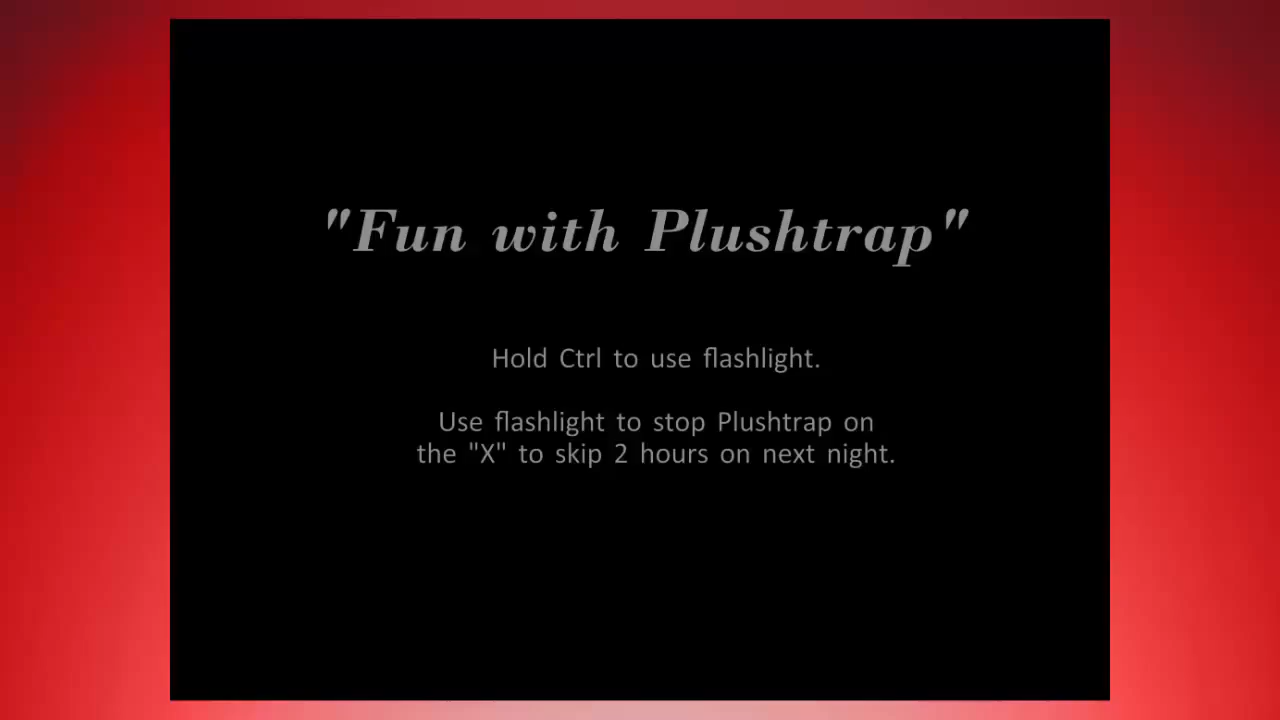 "Fun with Plushtrap"
Hold Ctrl to use flashlight.
Use flashlight to stop Plushtrap on
the "X" to skip 2 hours on next night.